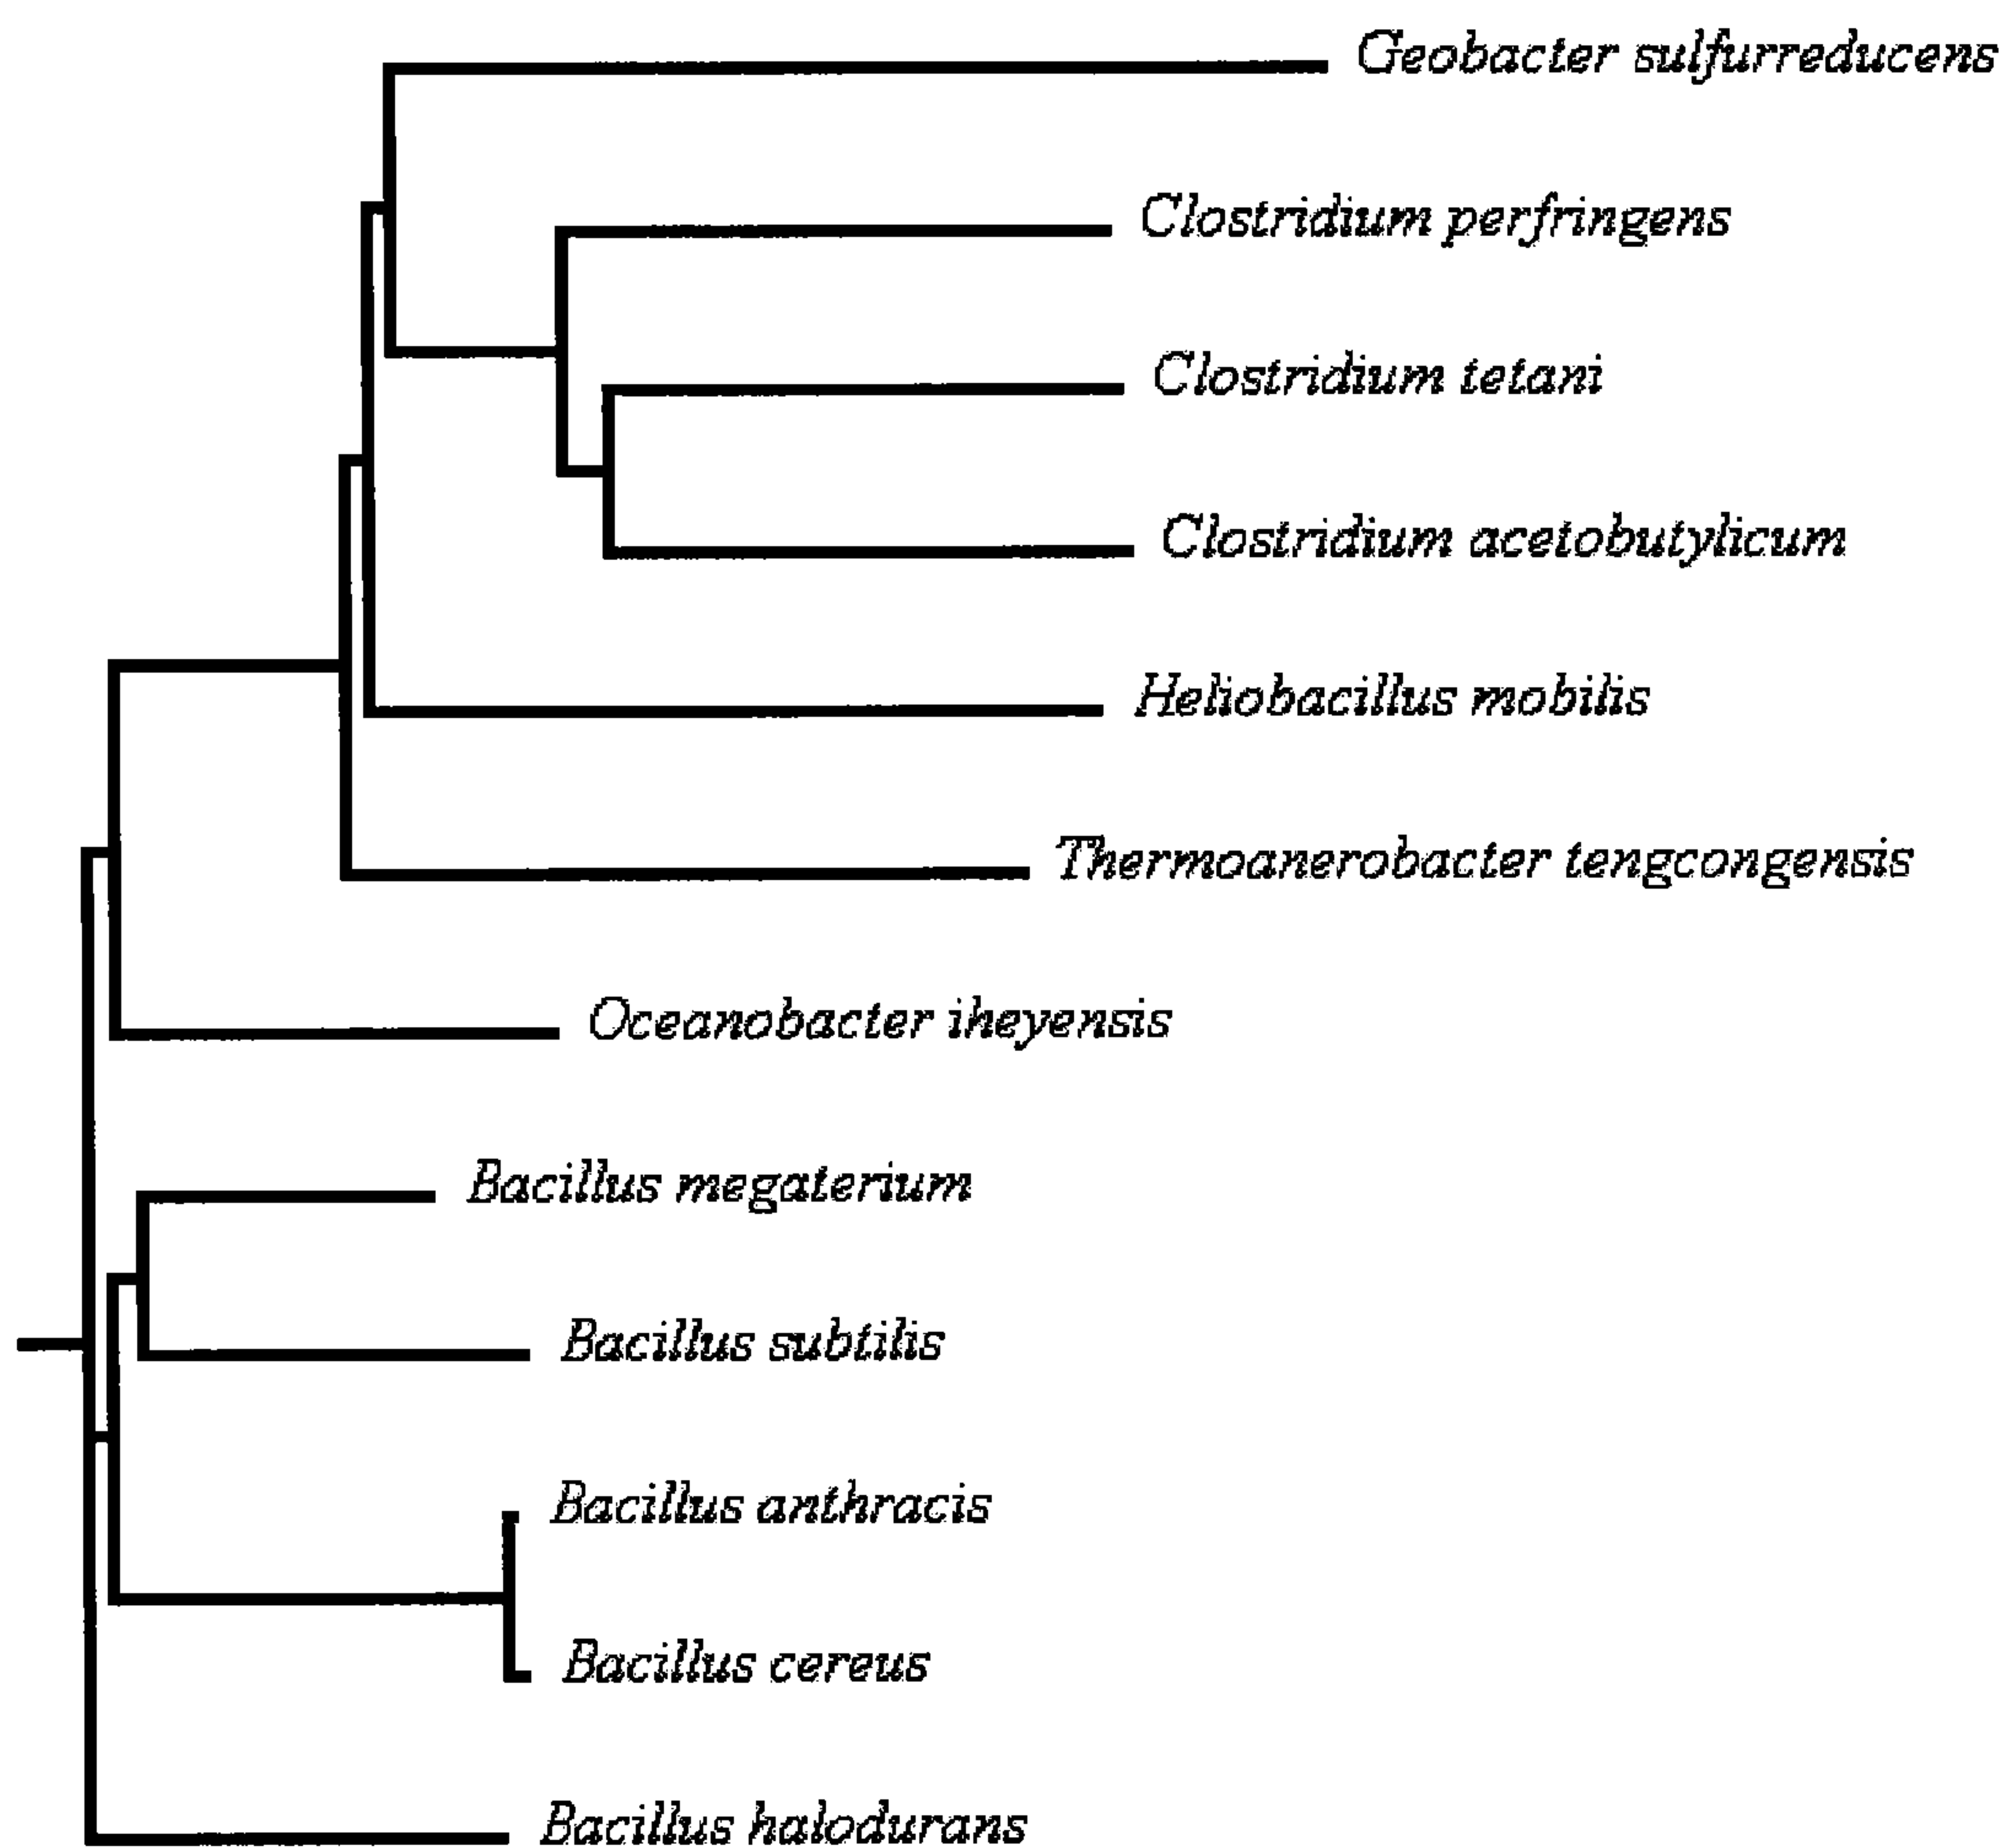 Geobacter sulfurreducens
Clostridium perfringens
Clostridium tetani
Clostridium acetobutylicum
Heliobacillus mobilis
Thermoanerobacter tengcongensis
Oceanobacter iheyensis
Bacillus megaterium
Bacillus subtilis
Bacillus anthracis
Bacillus cereus
Bacillus halodurans